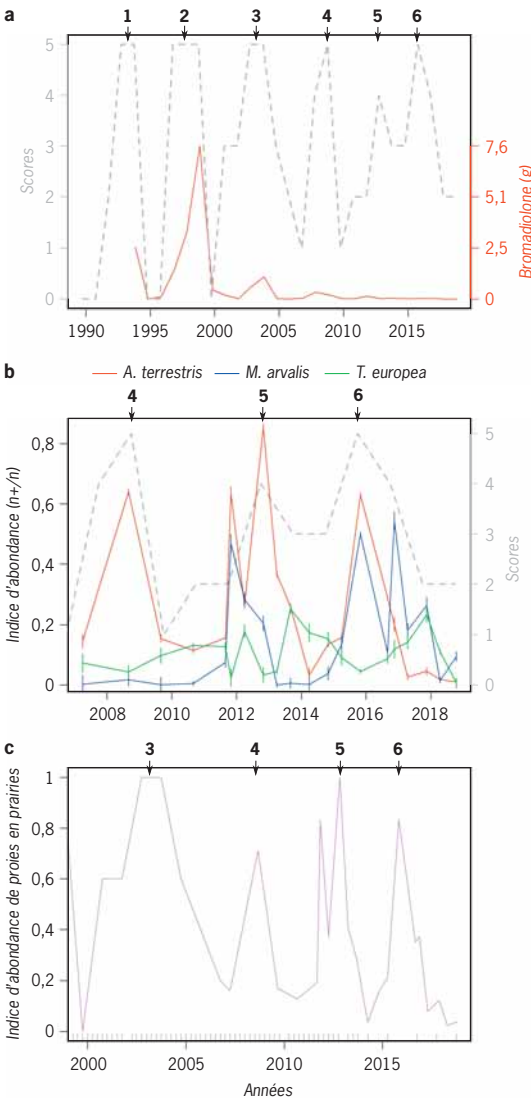 a
1 2 3 4 5 6
5
4
3
2
1
0
Scores
7,6
5,1
2,5
0
Bromadiolone (g)
1990 1995 2000 2005 2010 2015
b
A. terrestris M. arvalis T. europea
4 5 6
0,8
0,6
0,4
0,2
0
Indice d'abondance (n+/n)
5
4
3
2
1
0
Scores
2008 2010 2012 2014 2016 2018
c
3 4 5 6
1
0,8
0,6
0,4
0,2
0
Indice d'abondance de proies en prairies
2000 2005 2010 2015
Années